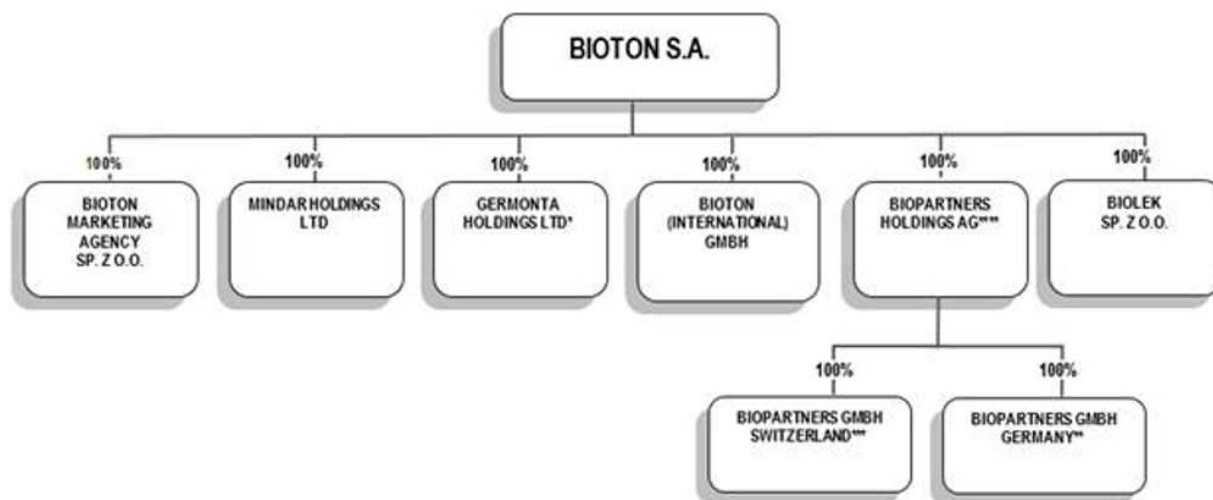 BIOTON S.A.
100%
100%
100%
100%
100%
100%
BIOTON
MARKETING
AGENCY
SP. Z O.O.
MINDAR HOLDINGS
LTD
GERMONTA
HOLDINGS LTD*
BIOTON
(INTERNATIONAL)
GMBH
BIOPARTNERS
HOLDINGS AG****
BIOLEK
SP. Z O.O.
100%
100%
BIOPARTNERS GMBH
SWITZERLAND***
BIOPARTNERS GMBH
GERMANY**